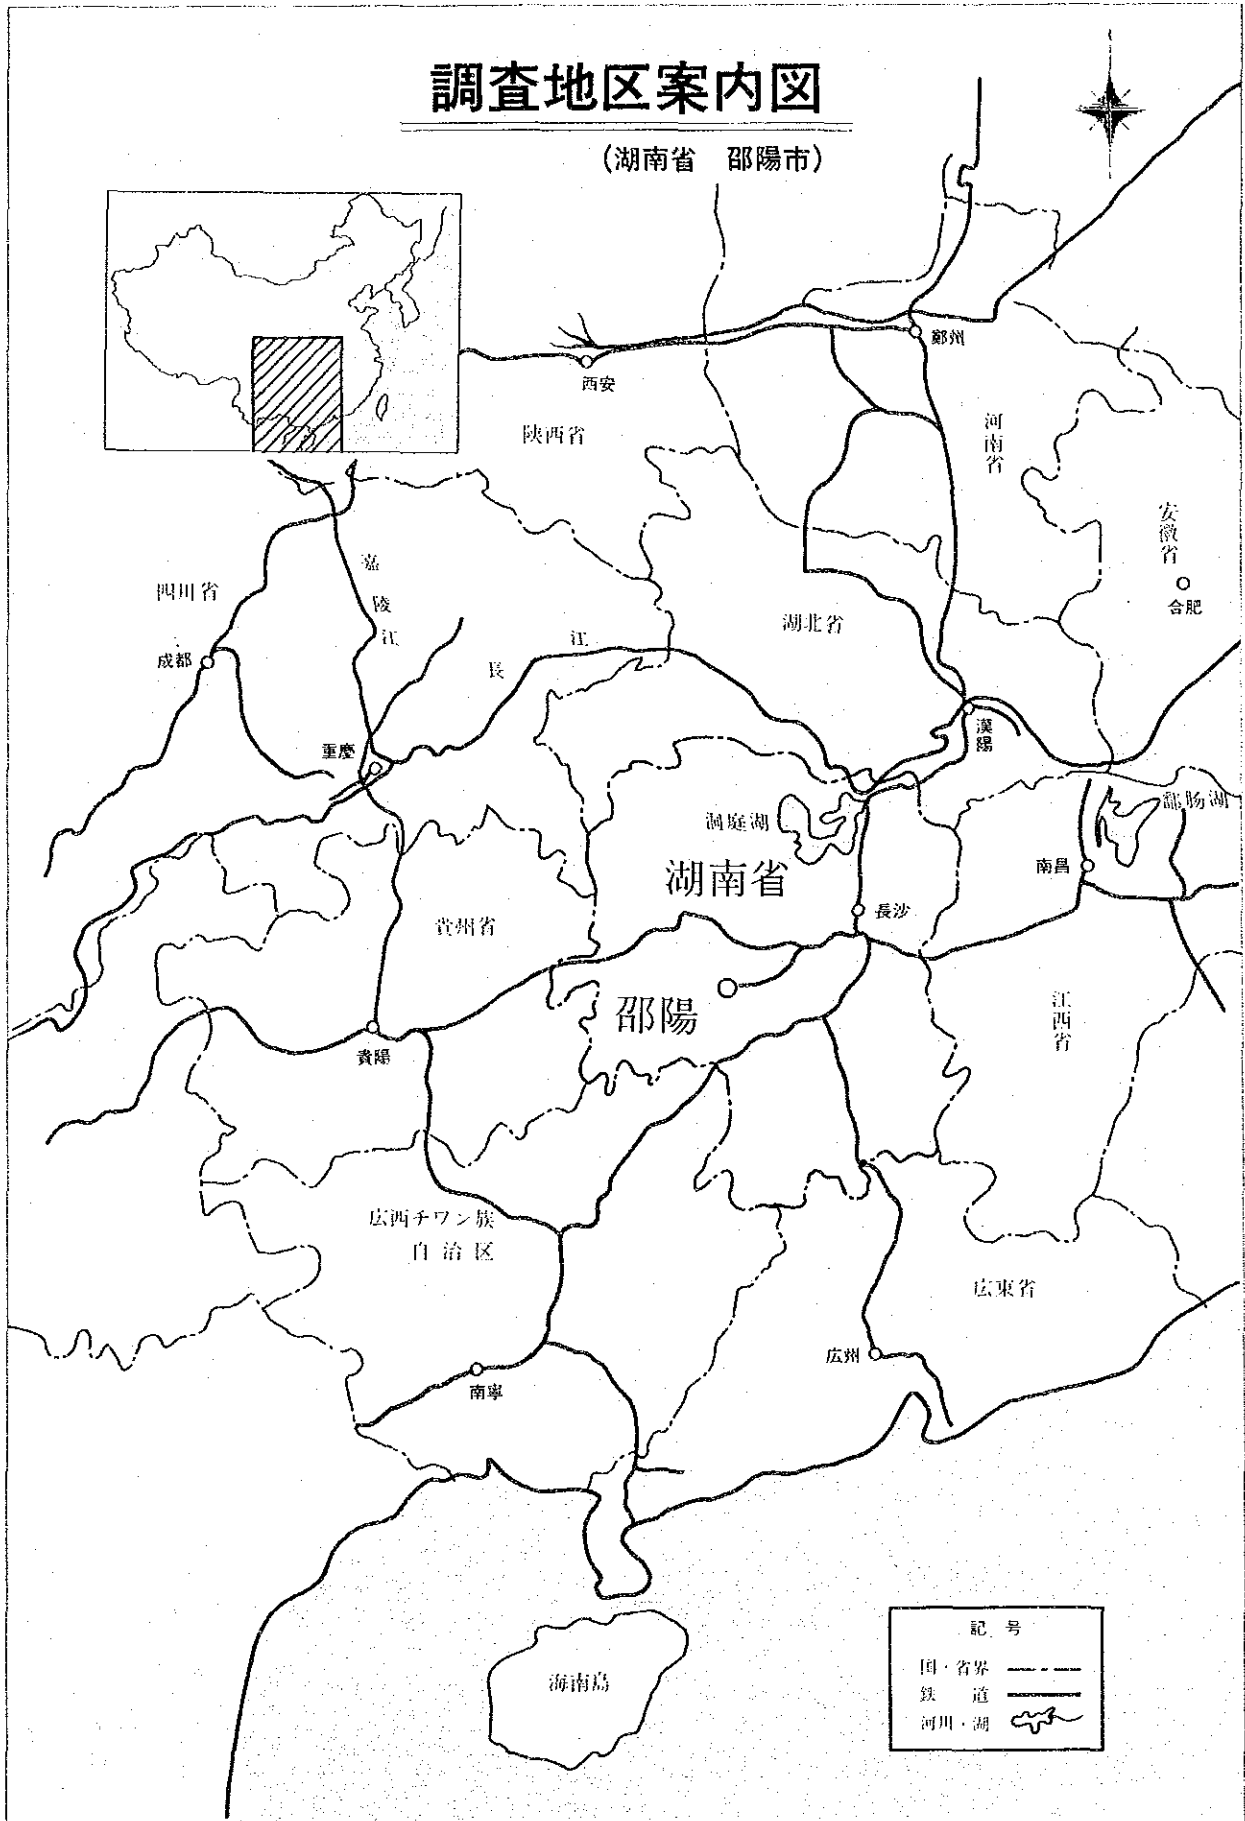 調査地区案内図
(湖南省 邵陽市)
鄭州
西安
陝西省
河南省
安徽省
合肥
四川省
嘉陵江
湖北省
成都
長江
漢陽
重慶
洞庭湖
鄱陽湖
湖南省
南昌
長沙
貴州省
邵陽
江西省
貴陽
広西チワン族
自治区
広東省
広州
南寧
海南島
記号
国・省界
鉄道
河川・湖